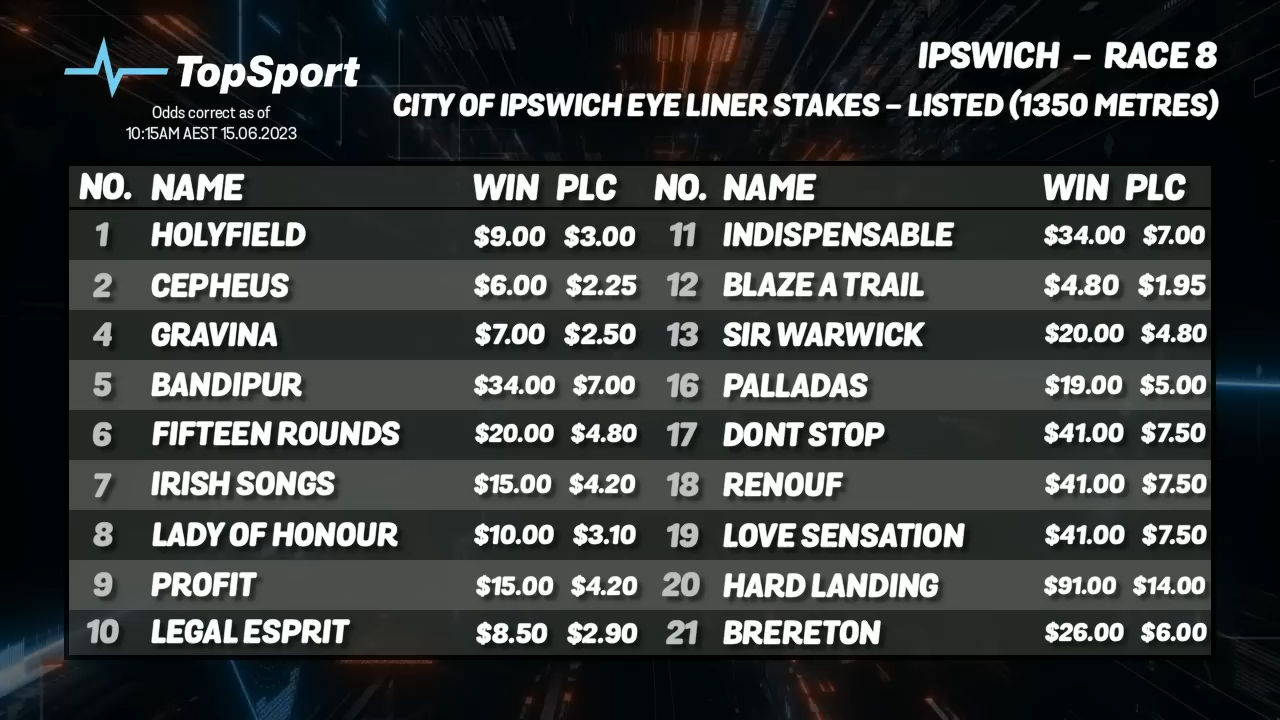 TopSport
Odds correct as of
10:15AM AEST 15.06.2023
IPSWICH – RACE 8
CITY OF IPSWICH EYE LINER STAKES – LISTED (1350 METRES)
NO. NAME WIN PLC NO. NAME WIN PLC
1 HOLYFIELD $9.00 $3.00 11 INDISPENSABLE $34.00 $7.00
2 CEPHEUS $6.00 $2.25 12 BLAZE A TRAIL $4.80 $1.95
4 GRAVINA $7.00 $2.50 13 SIR WARWICK $20.00 $4.80
5 BANDIPUR $34.00 $7.00 16 PALLADAS $19.00 $5.00
6 FIFTEEN ROUNDS $20.00 $4.80 17 DONT STOP $41.00 $7.50
7 IRISH SONGS $15.00 $4.20 18 RENOUF $41.00 $7.50
8 LADY OF HONOUR $10.00 $3.10 19 LOVE SENSATION $41.00 $7.50
9 PROFIT $15.00 $4.20 20 HARD LANDING $91.00 $14.00
10 LEGAL ESPRIT $8.50 $2.90 21 BRERETON $26.00 $6.00